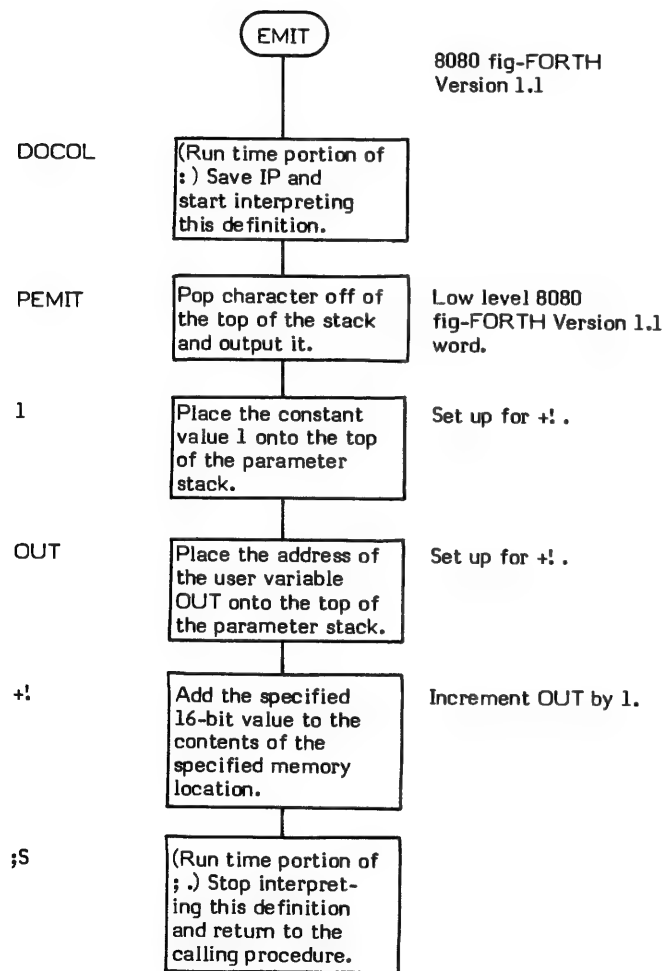 EMIT
8080 fig-FORTH
Version 1.1
DOCOL
(Run time portion of
: ) Save IP and
start interpreting
this definition.
PEMIT
Pop character off of
the top of the stack
and output it.
Low level 8080
fig-FORTH Version 1.1
word.
1
Place the constant
value 1 onto the top
of the parameter
stack.
Set up for +! .
OUT
Place the address of
the user variable
OUT onto the top of
the parameter stack.
Set up for +! .
+!
Add the specified
16-bit value to the
contents of the
specified memory
location.
Increment OUT by 1.
;S
(Run time portion of
; .) Stop interpret-
ing this definition
and return to the
calling procedure.